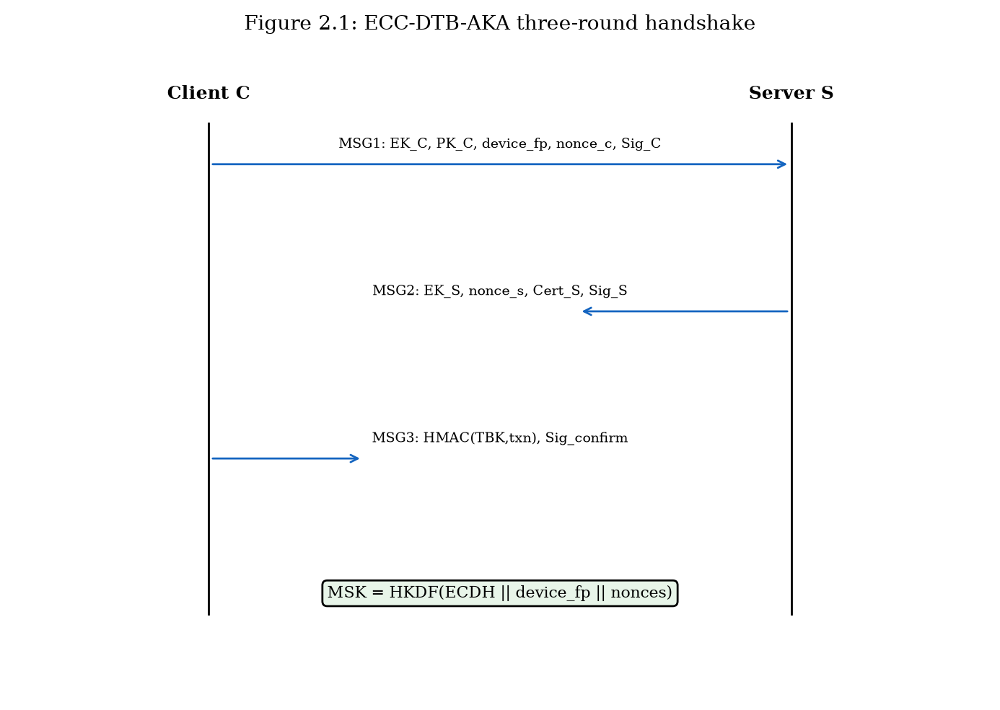 Figure 2.1: ECC-DTB-AKA three-round handshake
Client C
Server S
MSG1: EK_C, PK_C, device_fp, nonce_c, Sig_C
MSG2: EK_S, nonce_s, Cert_S, Sig_S
MSG3: HMAC(TBK,txn), Sig_confirm
MSK = HKDF(ECDH || device_fp || nonces)